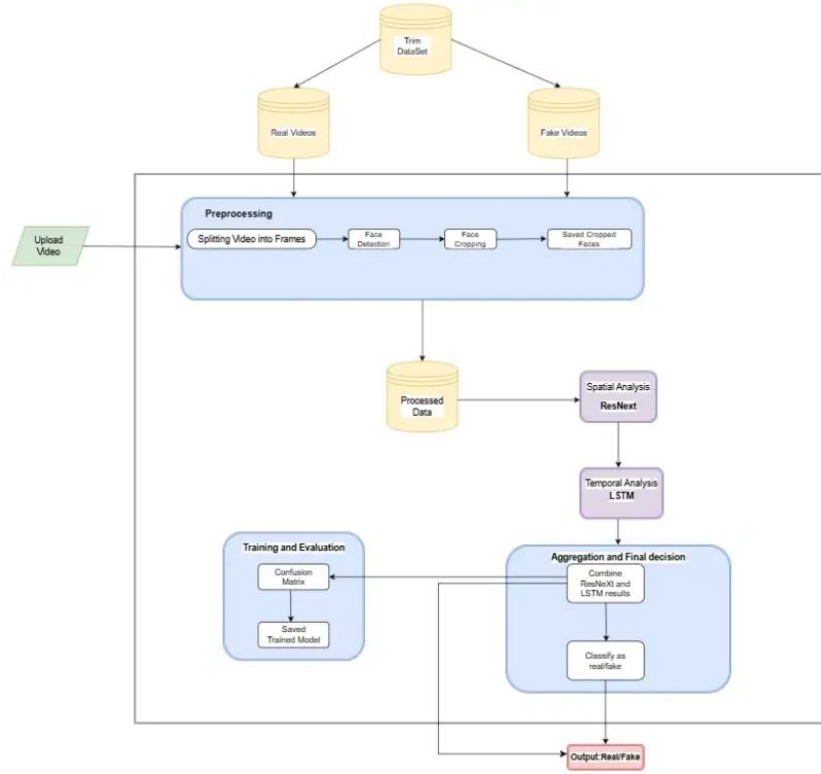 Trim
DataSet
Real Videos
Fake Videos
Preprocessing
Upload
Video
Splitting Video into Frames
Face
Detection
Face
Cropping
Saved Cropped
Feces
Processed
Data
Spatial Analysis
ResNext
Temporal Analysis
LSTM
Training and Evaluation
Confusion
Matrix
Saved
Trained Model
Aggregation and Final decision
Combine
ResNeXt and
LSTM results
Classify as
real/fake
Output:Real/Fake